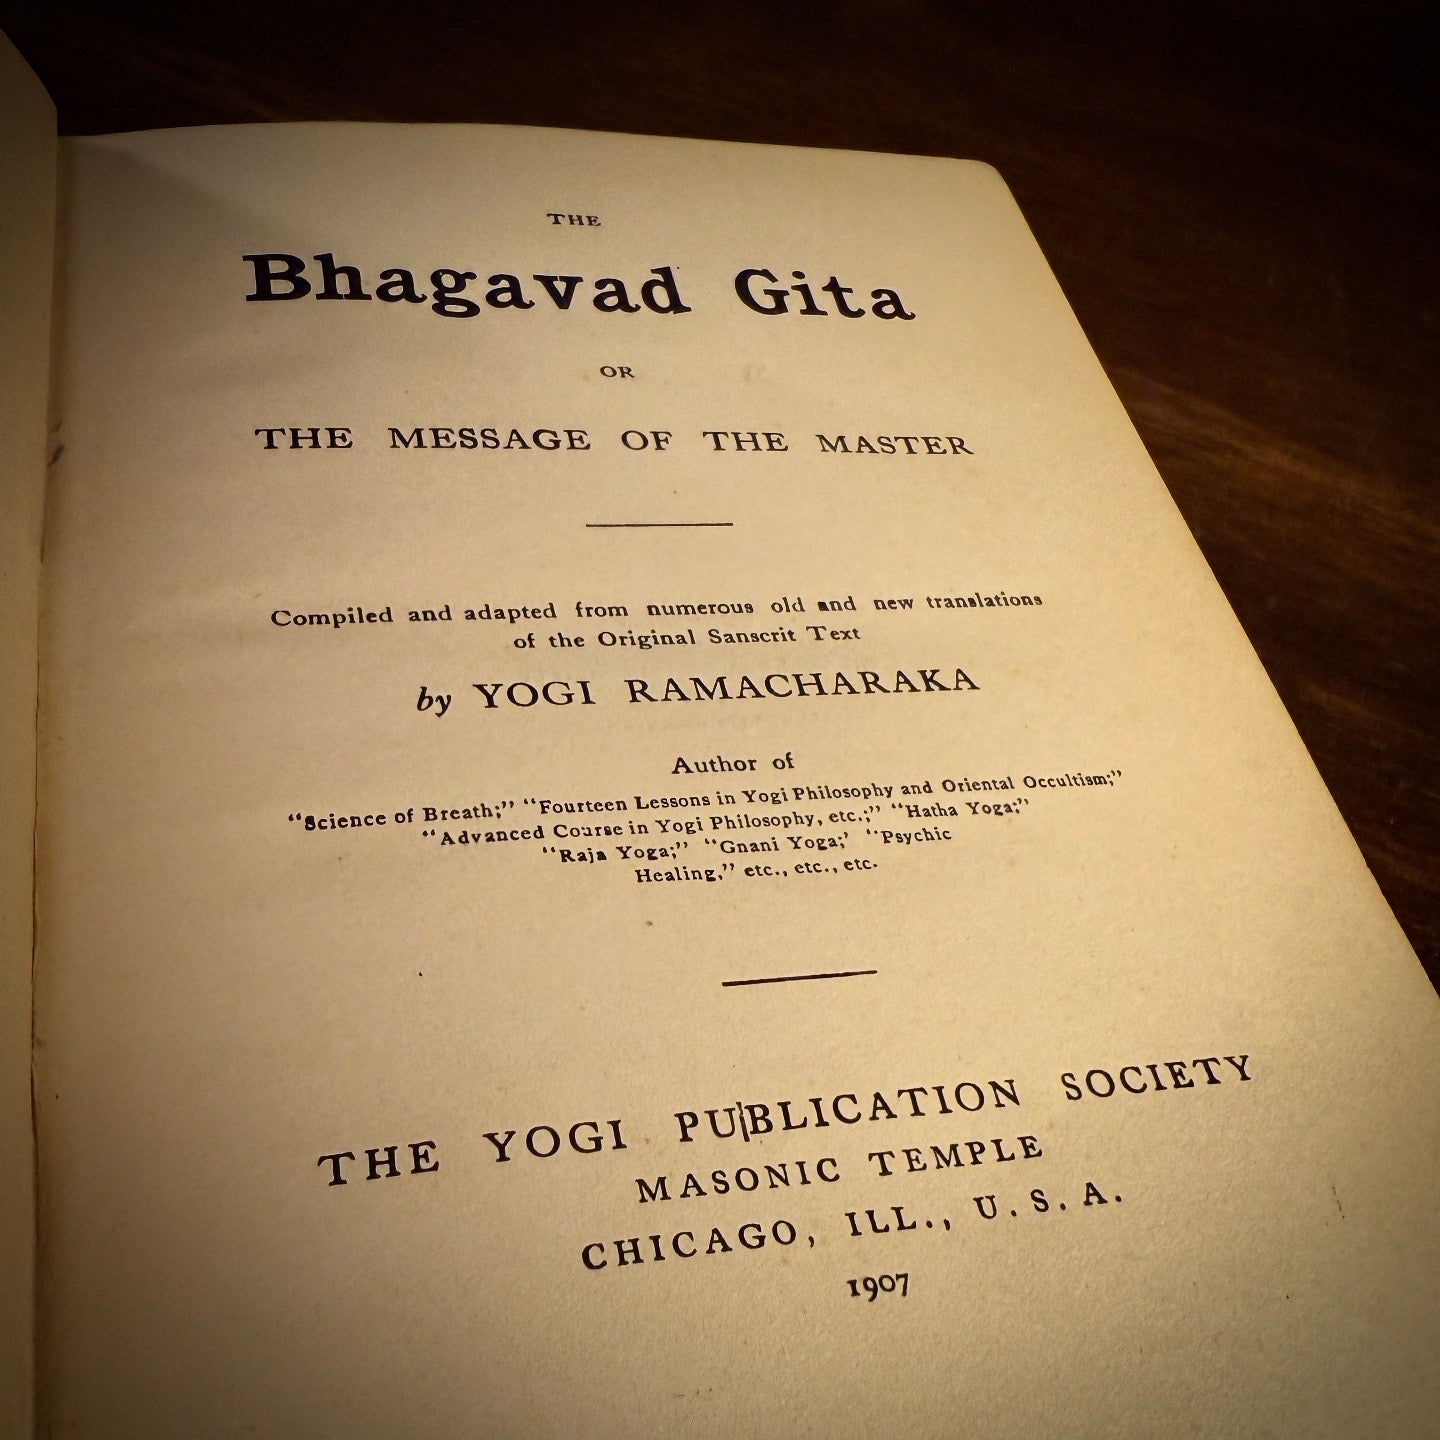 THE
Bhagavad Gita
OR
THE MESSAGE OF THE MASTER
Compiled and adapted from numerous old and new translations
of the Original Sanscrit Text
by YOGI RAMACHARAKA
Author of
"Science of Breath;" "Fourteen Lessons in Yogi Philosophy and Oriental Occultism;"
"Advanced Course in Yogi Philosophy, etc.;" "Hatha Yoga;"
"Raja Yoga;" "Gnani Yoga;' "Psychic
Healing," etc., etc., etc.
THE YOGI PUBLICATION SOCIETY
MASONIC TEMPLE
CHICAGO, ILL., U.S.A.
1907